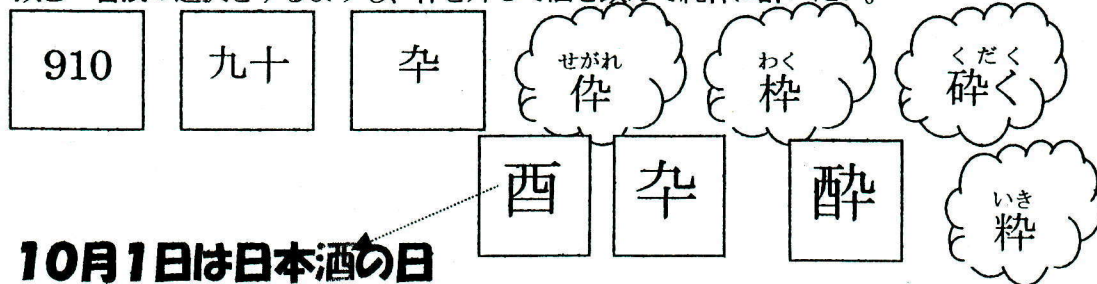 910
九十
卆
せがれ
伜
わく
枠
くだく
砕く
酉
卆
酔
いき
粋
10月1日は日本酒の日